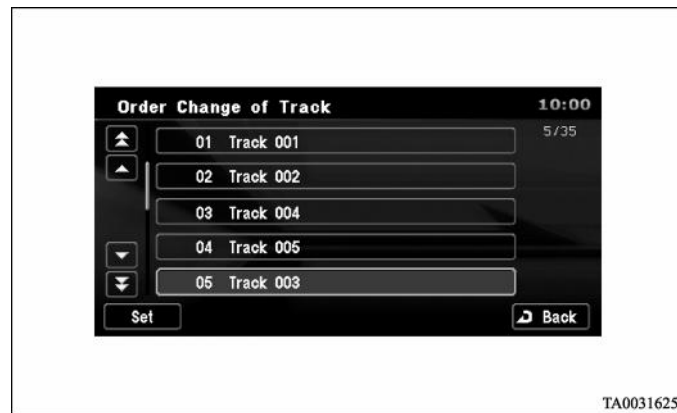 Order Change of Track 10:00
5/35
01 Track 001
02 Track 002
03 Track 004
04 Track 005
05 Track 003
Set Back
TA0031625